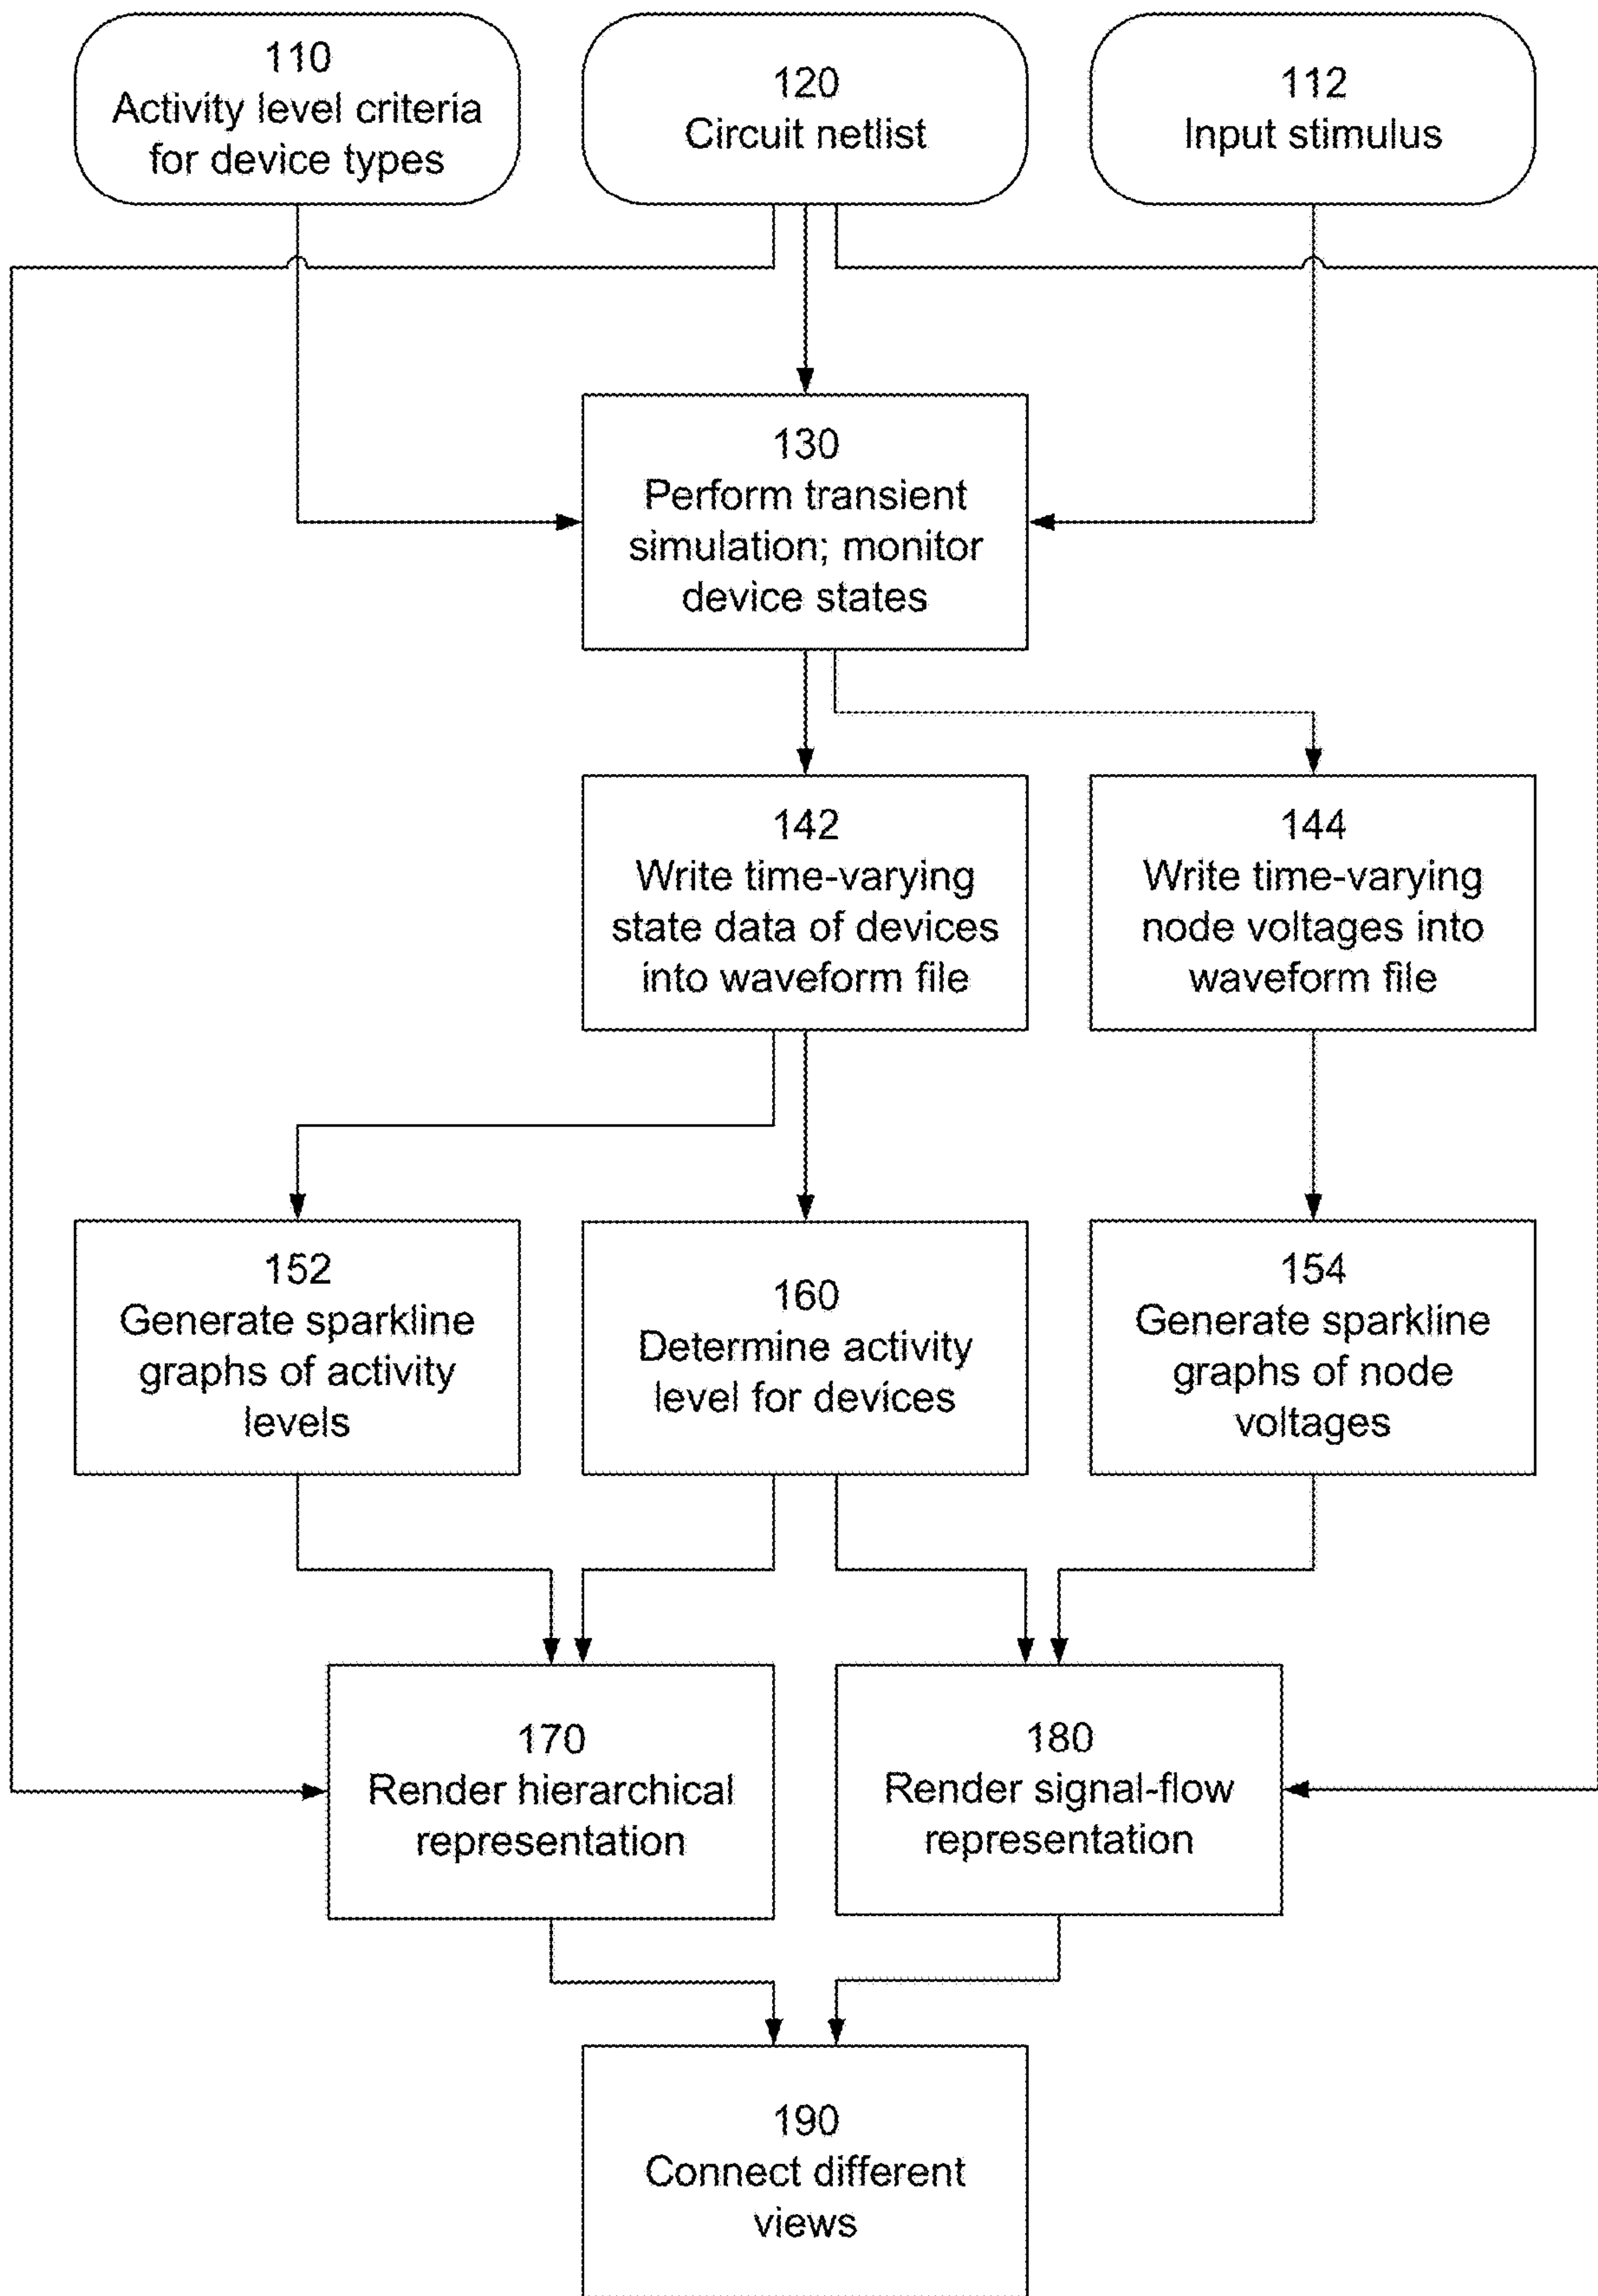 110
Activity level criteria
for device types
120
Circuit netlist
112
Input stimulus
130
Perform transient
simulation; monitor
device states
142
Write time-varying
state data of devices
into waveform file
144
Write time-varying
node voltages into
waveform file
152
Generate sparkline
graphs of activity
levels
160
Determine activity
level for devices
154
Generate sparkline
graphs of node
voltages
170
Render hierarchical
representation
180
Render signal-flow
representation
190
Connect different
views